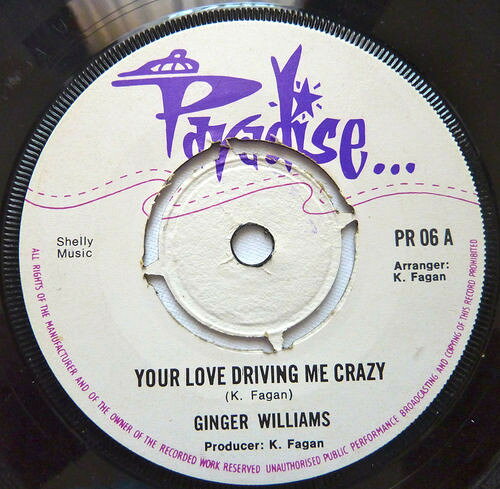 Paradise...
Shelly
Music
PR 06 A
Arranger:
K. Fagan
YOUR LOVE DRIVING ME CRAZY
(K. Fagan)
GINGER WILLIAMS
Producer: K. Fagan
ALL RIGHTS OF THE MANUFACTURER AND OF THE OWNER OF THE RECORDED WORK RESERVED UNAUTHORISED PUBLIC PERFORMANCE BROADCASTING AND COPYING OF THIS RECORD PROHIBITED